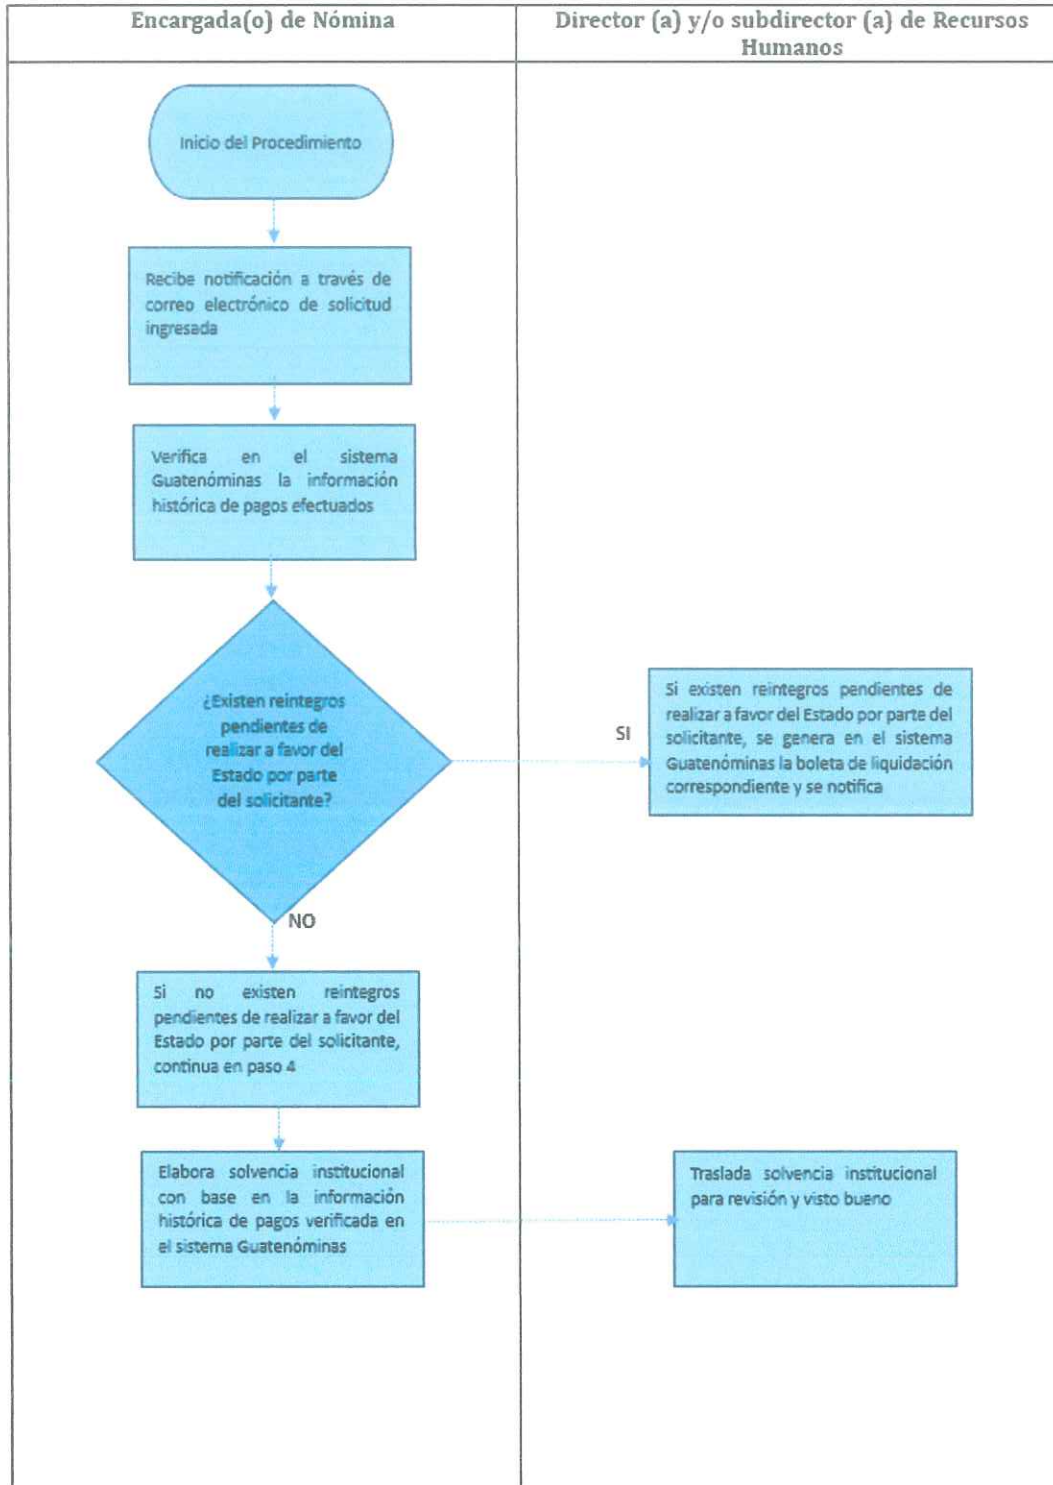 Encargada(o) de Nómina
Director (a) y/o subdirector (a) de Recursos
Humanos
Inicio del Procedimiento
Recibe notificación a través de
correo electrónico de solicitud
ingresada
Verifica en el sistema
Guatenóminas la información
histórica de pagos efectuados
¿Existen reintegros
pendientes de
realizar a favor del
Estado por parte
del solicitante?
SI
Si existen reintegros pendientes de
realizar a favor del Estado por parte del
solicitante, se genera en el sistema
Guatenóminas la boleta de liquidación
correspondiente y se notifica
NO
Si no existen reintegros
pendientes de realizar a favor del
Estado por parte del solicitante,
continua en paso 4
Elabora solvencia institucional
con base en la información
histórica de pagos verificada en
el sistema Guatenóminas
Traslada solvencia institucional
para revisión y visto bueno